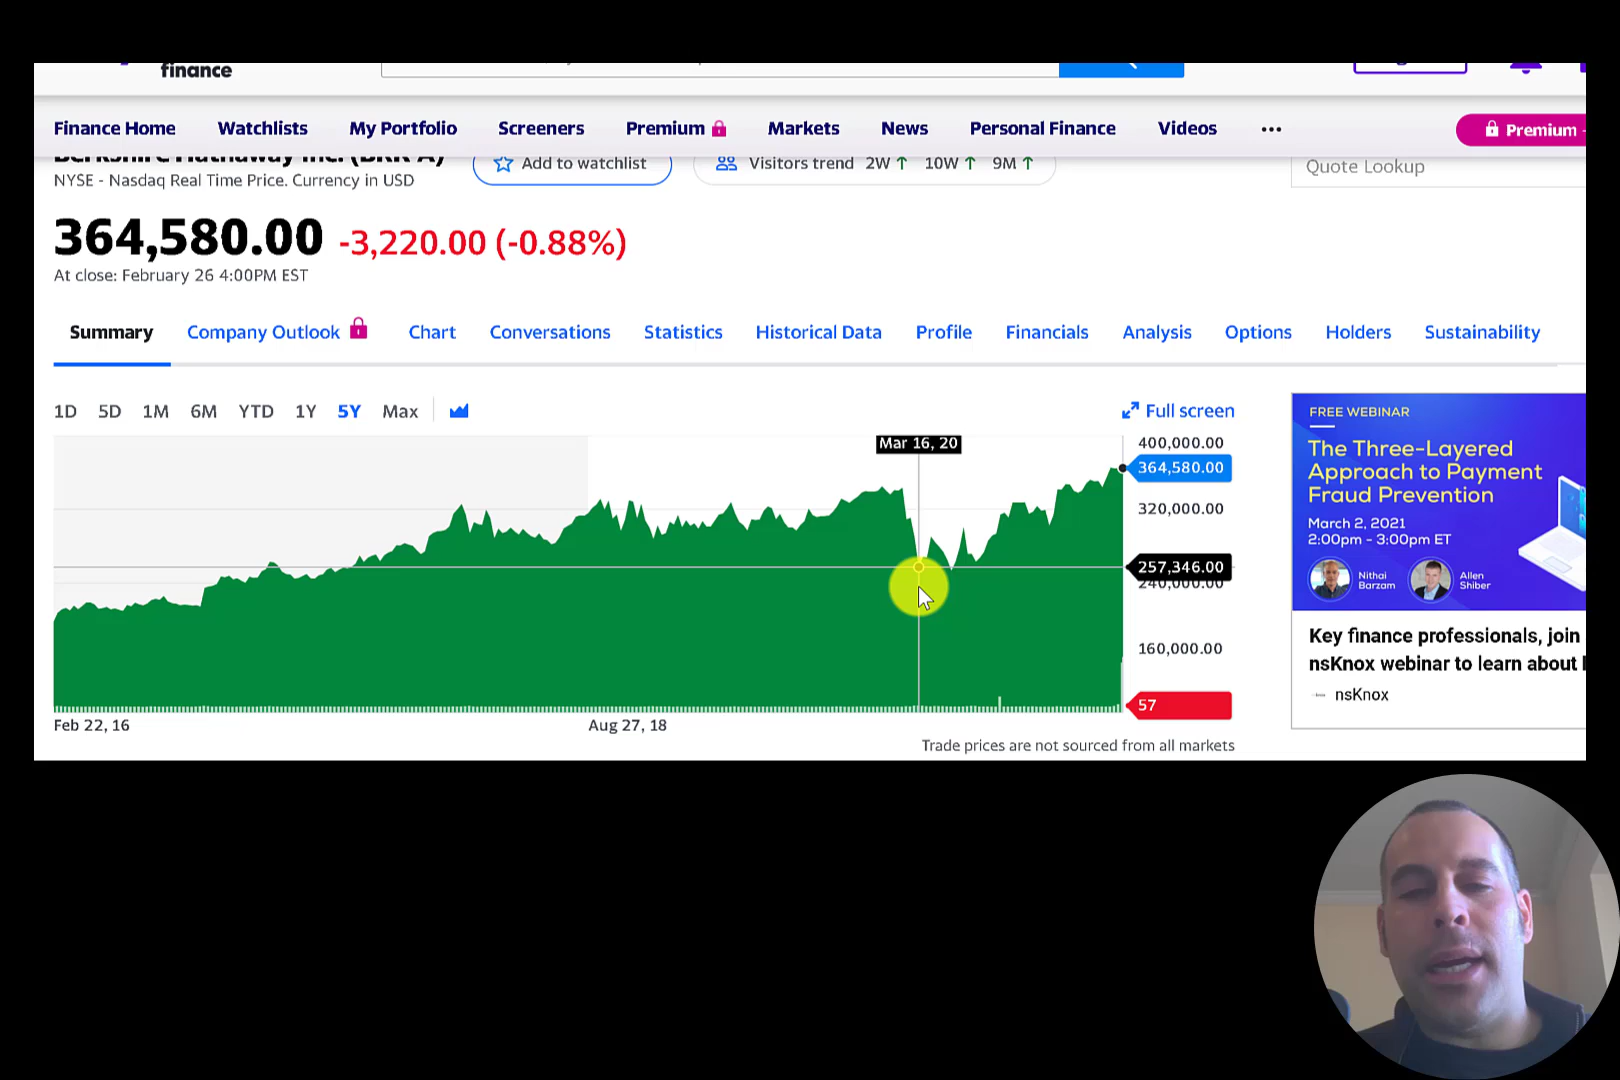 finance
Finance Home Watchlists My Portfolio Screeners Premium Markets News Personal Finance Videos ... Premium
Berkshire Hathaway Inc. (BRK-A)
Add to watchlist
Visitors trend 2W↑ 10W↑ 9M↑
Quote Lookup
NYSE - Nasdaq Real Time Price. Currency in USD
364,580.00 -3,220.00 (-0.88%)
At close: February 26 4:00PM EST
Summary Company Outlook Chart Conversations Statistics Historical Data Profile Financials Analysis Options Holders Sustainability
1D 5D 1M 6M YTD 1Y 5Y Max
Full screen
Mar 16, 20
400,000.00
364,580.00
320,000.00
257,346.00
240,000.00
160,000.00
57
Feb 22, 16
Aug 27, 18
Trade prices are not sourced from all markets
FREE WEBINAR
The Three-Layered
Approach to Payment
Fraud Prevention
March 2, 2021
2:00pm - 3:00pm ET
Nithai
Barzam
Allen
Shiber
Key finance professionals, join
nsKnox webinar to learn about
nsKnox